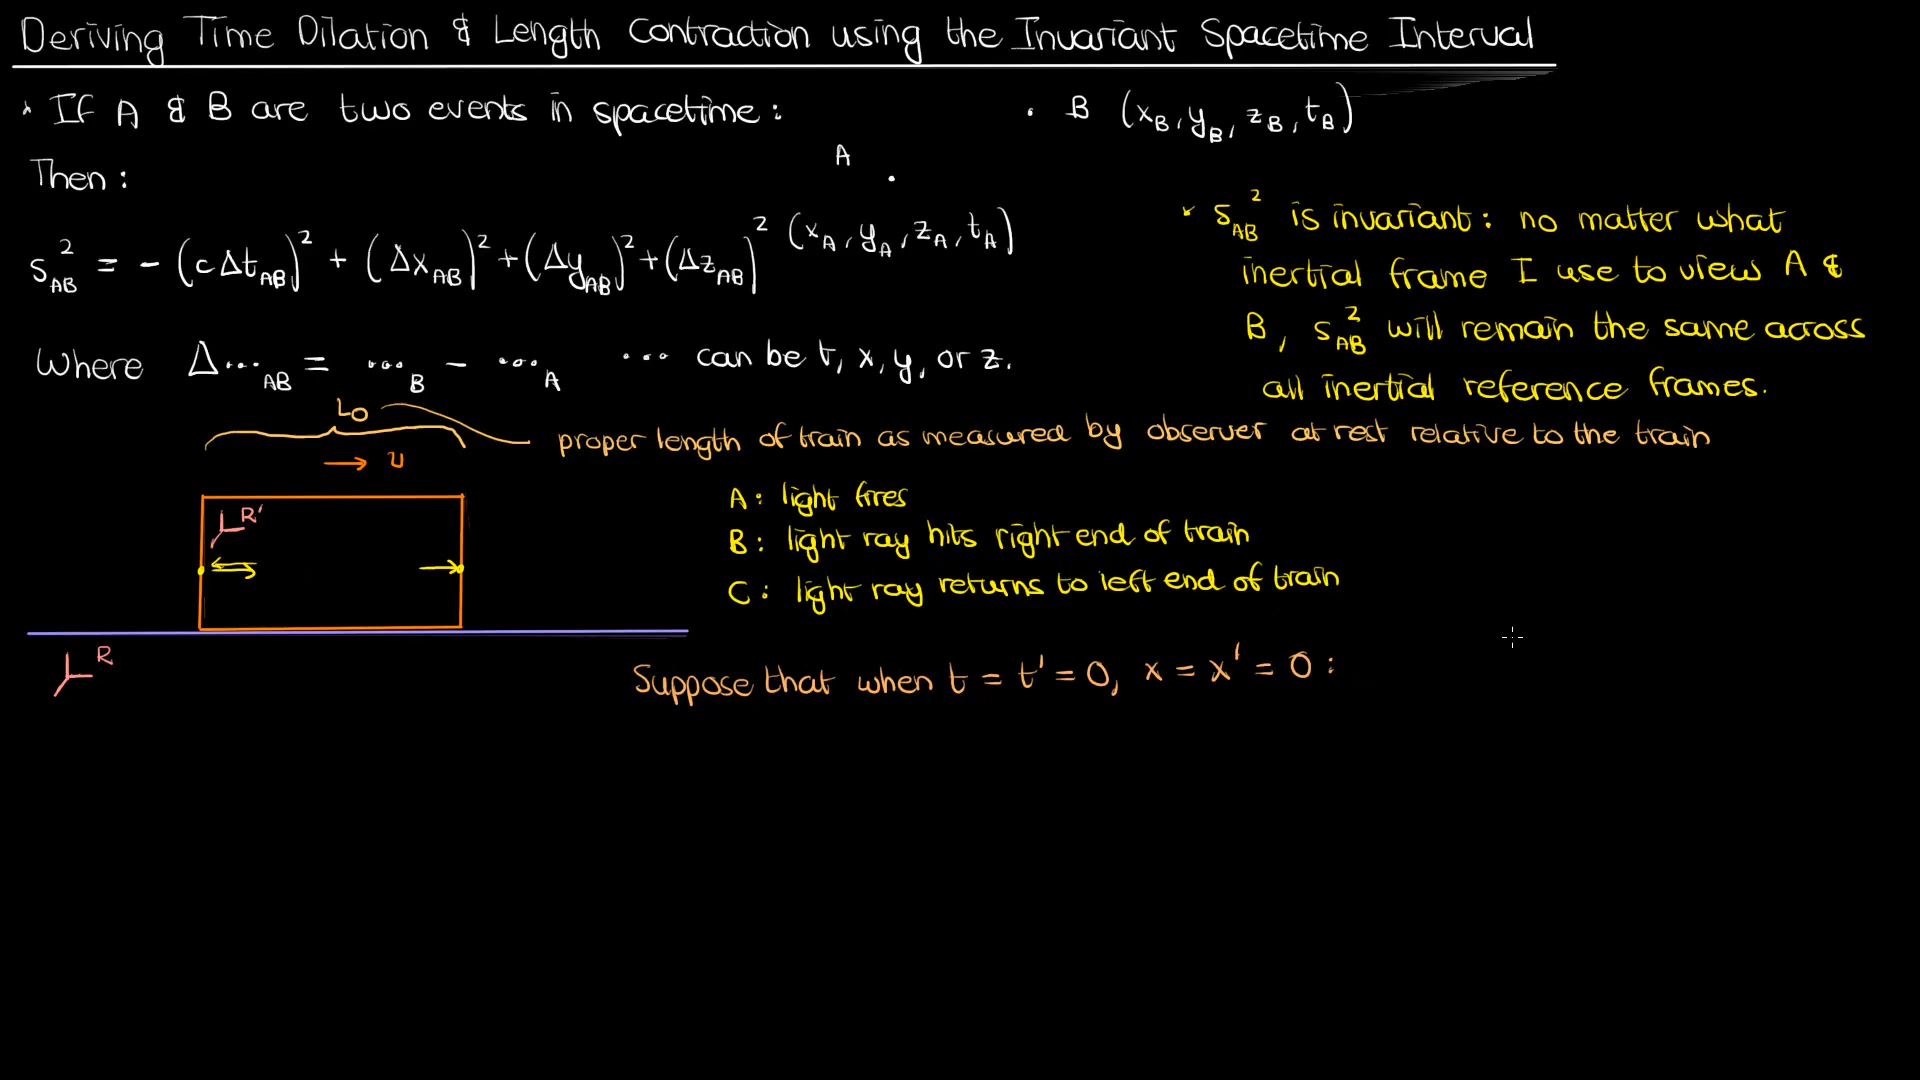 Deriving Time Dilation & Length Contraction using the Invariant Spacetime Interval
If A & B are two events in spacetime:
B (x_B, y_B, z_B, t_B)
Then:
A
(x_A, y_A, z_A, t_A)
s_AB² = -(cΔt_AB)² + (Δx_AB)² + (Δy_AB)² + (Δz_AB)²
s_AB² is invariant: no matter what
inertial frame I use to view A &
B, s_AB² will remain the same across
all inertial reference frames.
Where Δ..._AB = ..._B - ..._A ... can be t, x, y, or z.
L₀
proper length of train as measured by observer at rest relative to the train
→ v
R'
A: light fires
B: light ray hits right end of train
C: light ray returns to left end of train
R
Suppose that when t = t' = 0, x = x' = 0: